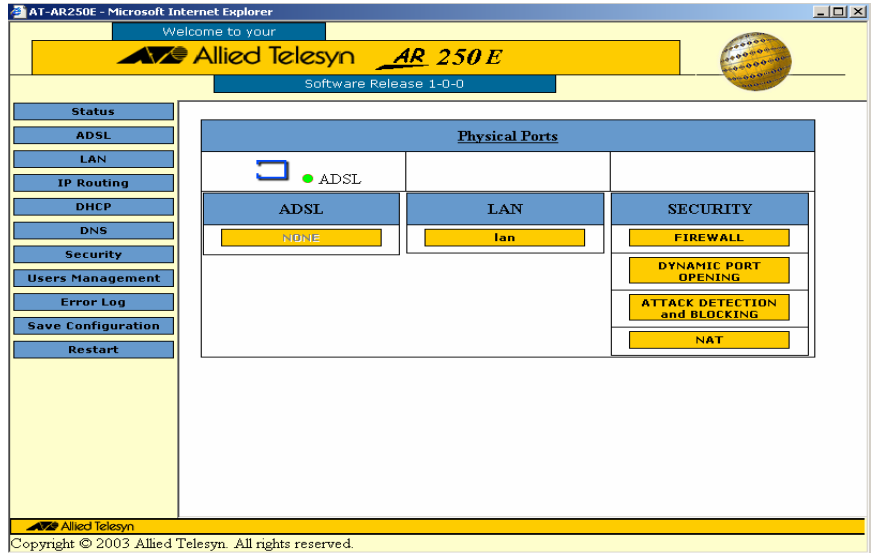 AT-AR250E - Microsoft Internet Explorer
Welcome to your
Allied Telesyn AR 250 E
Software Release 1-0-0
Status
ADSL
LAN
IP Routing
DHCP
DNS
Security
Users Management
Error Log
Save Configuration
Restart
Physical Ports
ADSL
ADSL
LAN
SECURITY
NONE
lan
FIREWALL
DYNAMIC PORT
OPENING
ATTACK DETECTION
and BLOCKING
NAT
Allied Telesyn
Copyright © 2003 Allied Telesyn. All rights reserved.